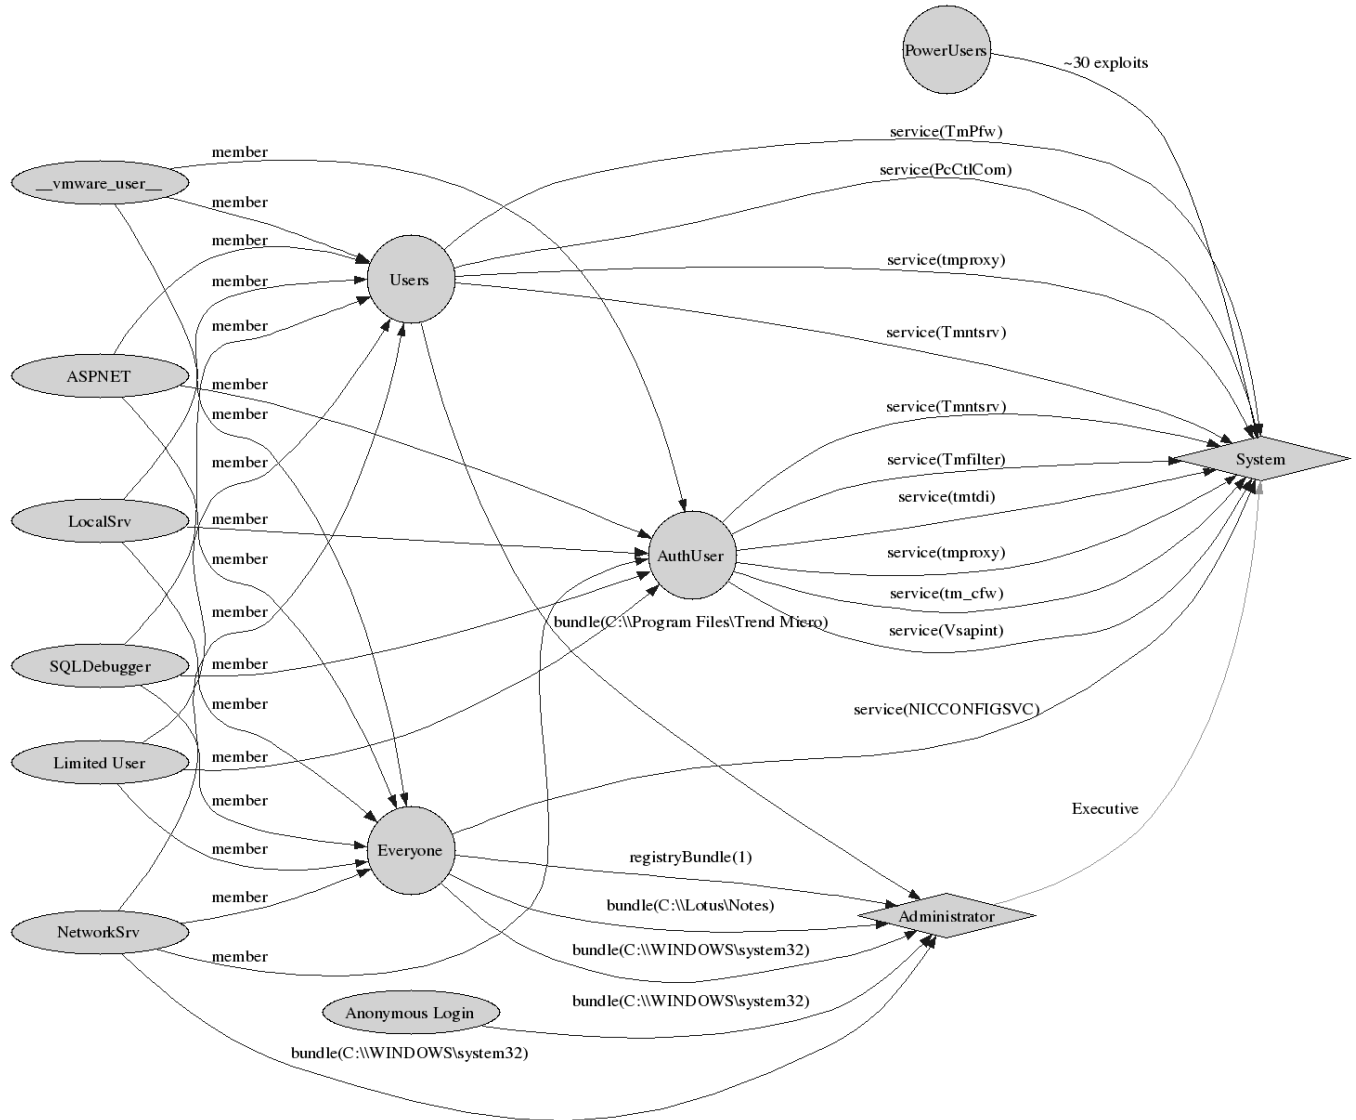 PowerUsers
~30 exploits
service(TmPfw)
member
service(PcCtlCom)
__vmware_user__
member
member
service(tmproxy)
Users
member
member
service(Tmntsrv)
ASPNET
member
service(Tmntsrv)
member
System
service(Tmfilter)
member
service(tmtdi)
LocalSrv
member
service(tmproxy)
AuthUser
member
service(tm_cfw)
member
bundle(C:\\Program Files\Trend Micro)
service(Vsapint)
SQLDebugger
member
member
service(NICCONFIGSVC)
Limited User
member
member
Executive
member
Everyone
registryBundle(1)
member
bundle(C:\\Lotus\Notes)
Administrator
NetworkSrv
member
bundle(C:\\WINDOWS\system32)
bundle(C:\\WINDOWS\system32)
Anonymous Login
bundle(C:\\WINDOWS\system32)